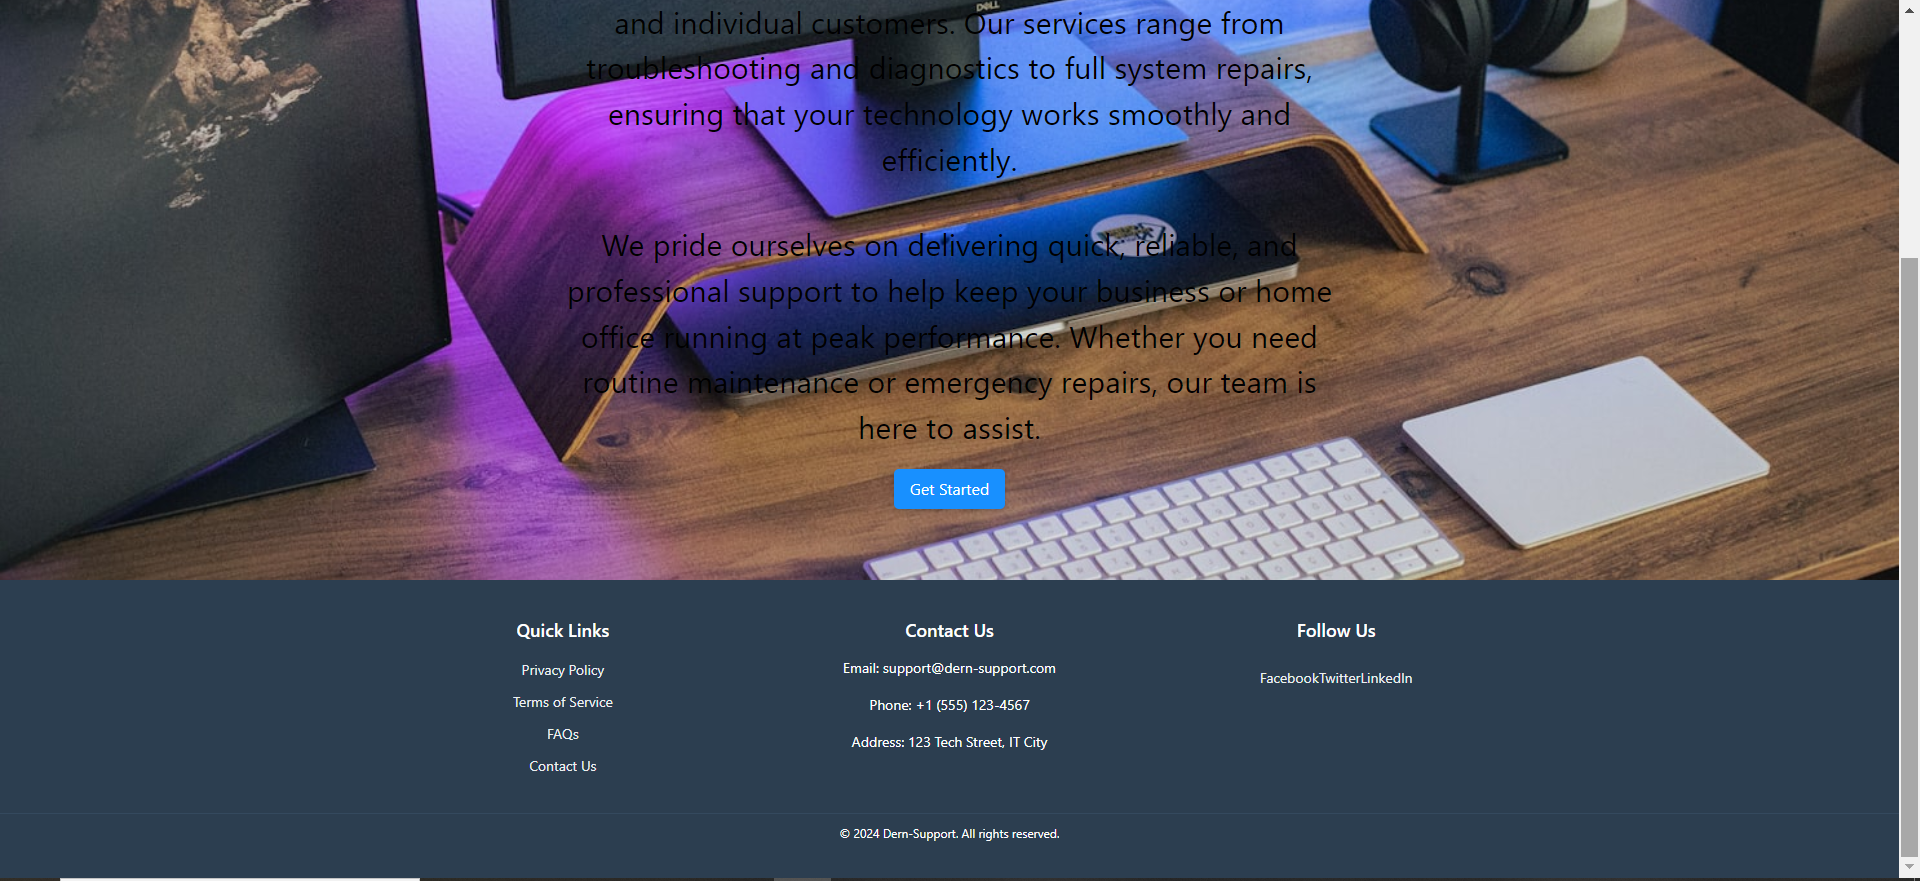 DELL
and individual customers. Our services range from
troubleshooting and diagnostics to full system repairs,
ensuring that your technology works smoothly and
efficiently.
We pride ourselves on delivering quick, reliable, and
professional support to help keep your business or home
office running at peak performance. Whether you need
routine maintenance or emergency repairs, our team is
here to assist.
Get Started
Quick Links
Privacy Policy
Terms of Service
FAQs
Contact Us
Contact Us
Email: support@dern-support.com
Phone: +1 (555) 123-4567
Address: 123 Tech Street, IT City
Follow Us
FacebookTwitterLinkedIn
© 2024 Dern-Support. All rights reserved.